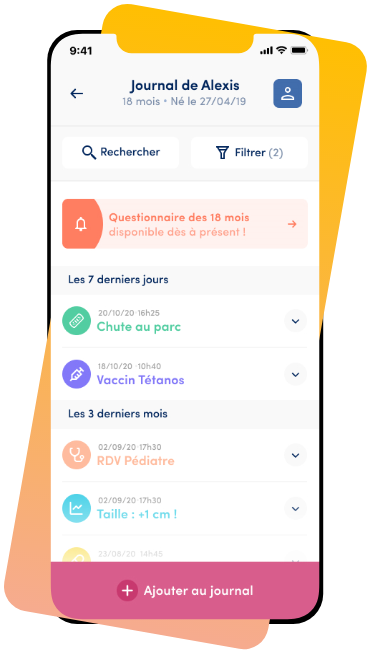 9:41
Journal de Alexis
18 mois • Né le 27/04/19
Rechercher
Filtrer (2)
Questionnaire des 18 mois
disponible dès à présent !
Les 7 derniers jours
20/10/20·16h25
Chute au parc
18/10/20·10h40
Vaccin Tétanos
Les 3 derniers mois
02/09/20·17h30
RDV Pédiatre
02/09/20·17h30
Taille : +1 cm !
23/08/20·14h45
Ajouter au journal